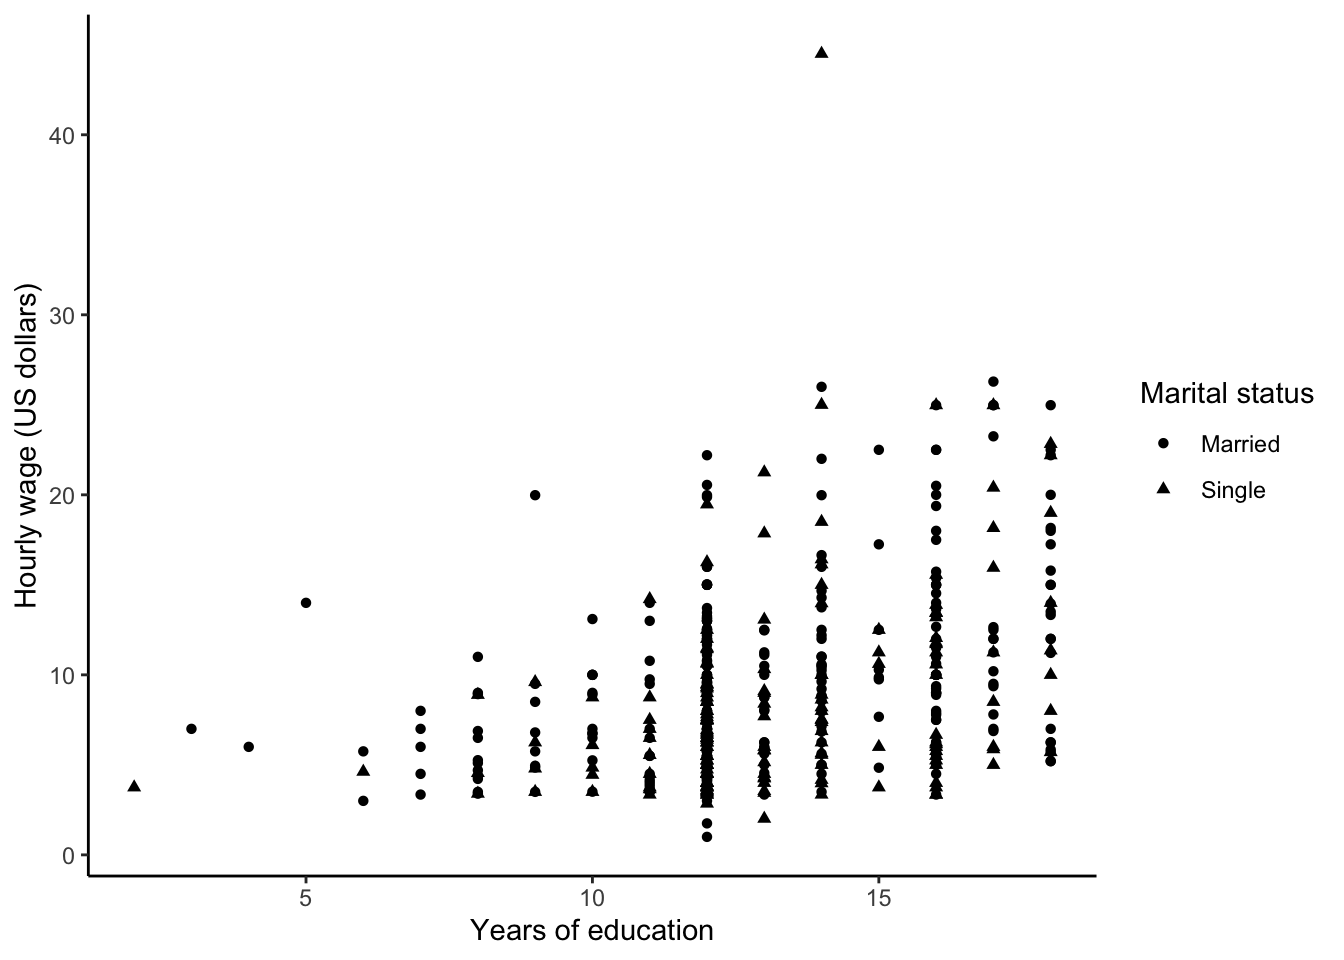 40
30
20
10
0
Hourly wage (US dollars)
5 10 15
Years of education
Marital status
Married
Single